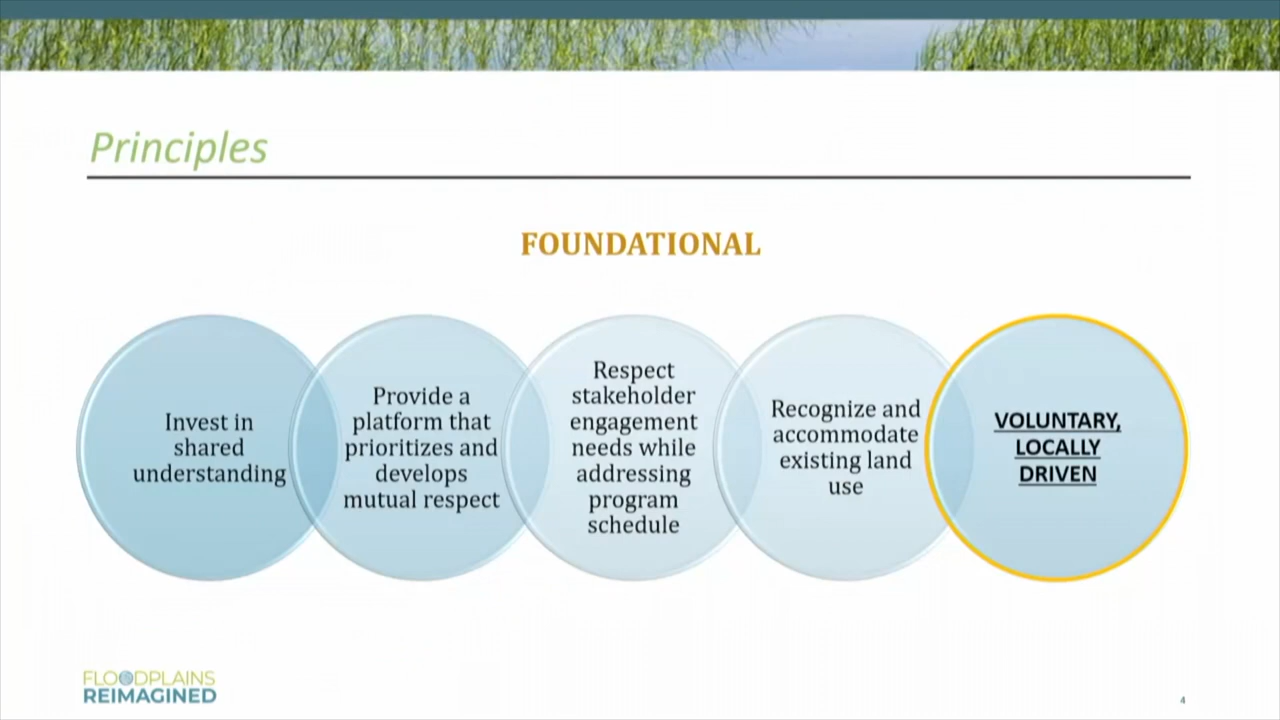 Principles
FOUNDATIONAL
Invest in
shared
understanding
Provide a
platform that
prioritizes and
develops
mutual respect
Respect
stakeholder
engagement
needs while
addressing
program
schedule
Recognize and
accommodate
existing land
use
VOLUNTARY,
LOCALLY
DRIVEN
FLOODPLAINS
REIMAGINED
4